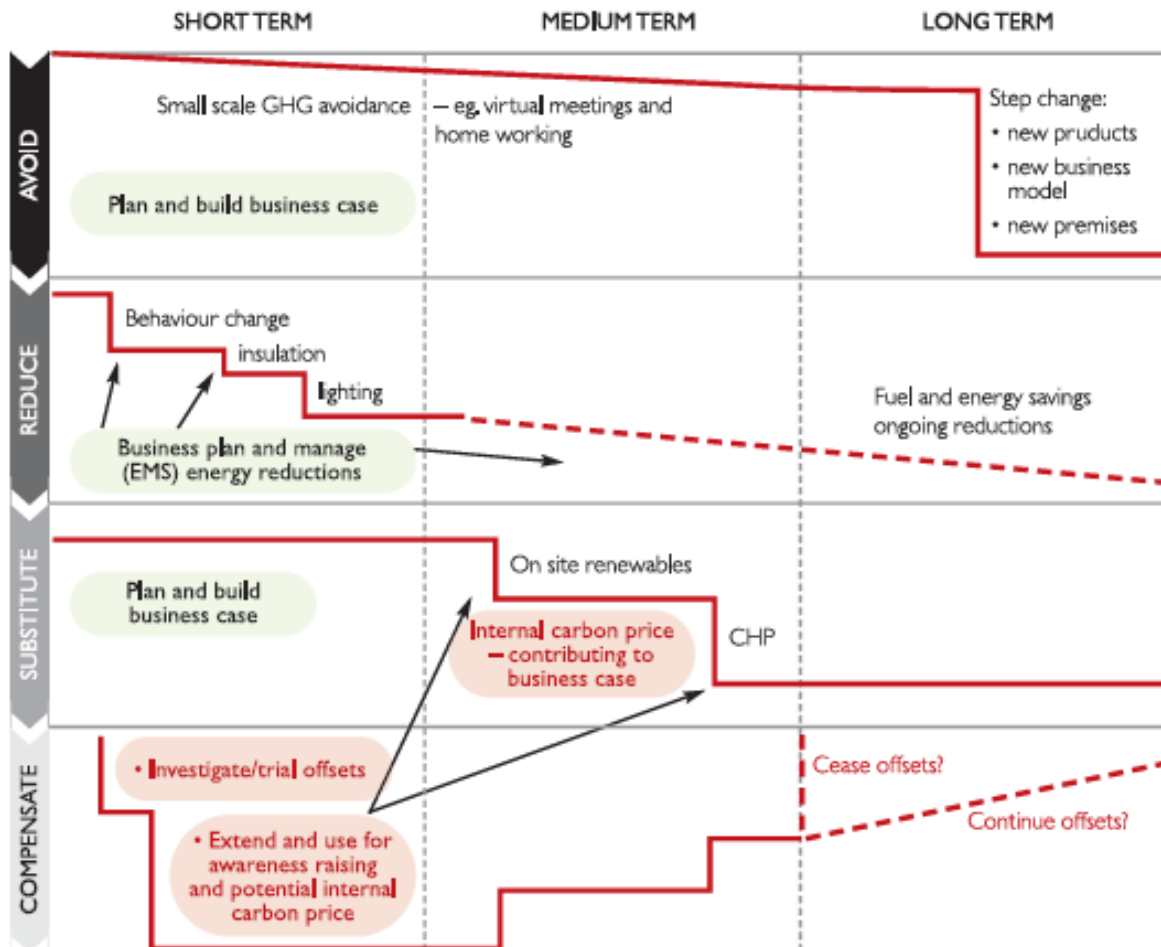 SHORT TERM
MEDIUM TERM
LONG TERM
AVOID
Small scale GHG avoidance
– eg. virtual meetings and
home working
Plan and build business case
Step change:
• new pruducts
• new business
model
• new premises
REDUCE
Behaviour change
insulation
lighting
Business plan and manage
(EMS) energy reductions
Fuel and energy savings
ongoing reductions
SUBSTITUTE
Plan and build
business case
On site renewables
Internal carbon price
– contributing to
business case
CHP
COMPENSATE
• Investigate/trial offsets
• Extend and use for
awareness raising
and potential internal
carbon price
Cease offsets?
Continue offsets?